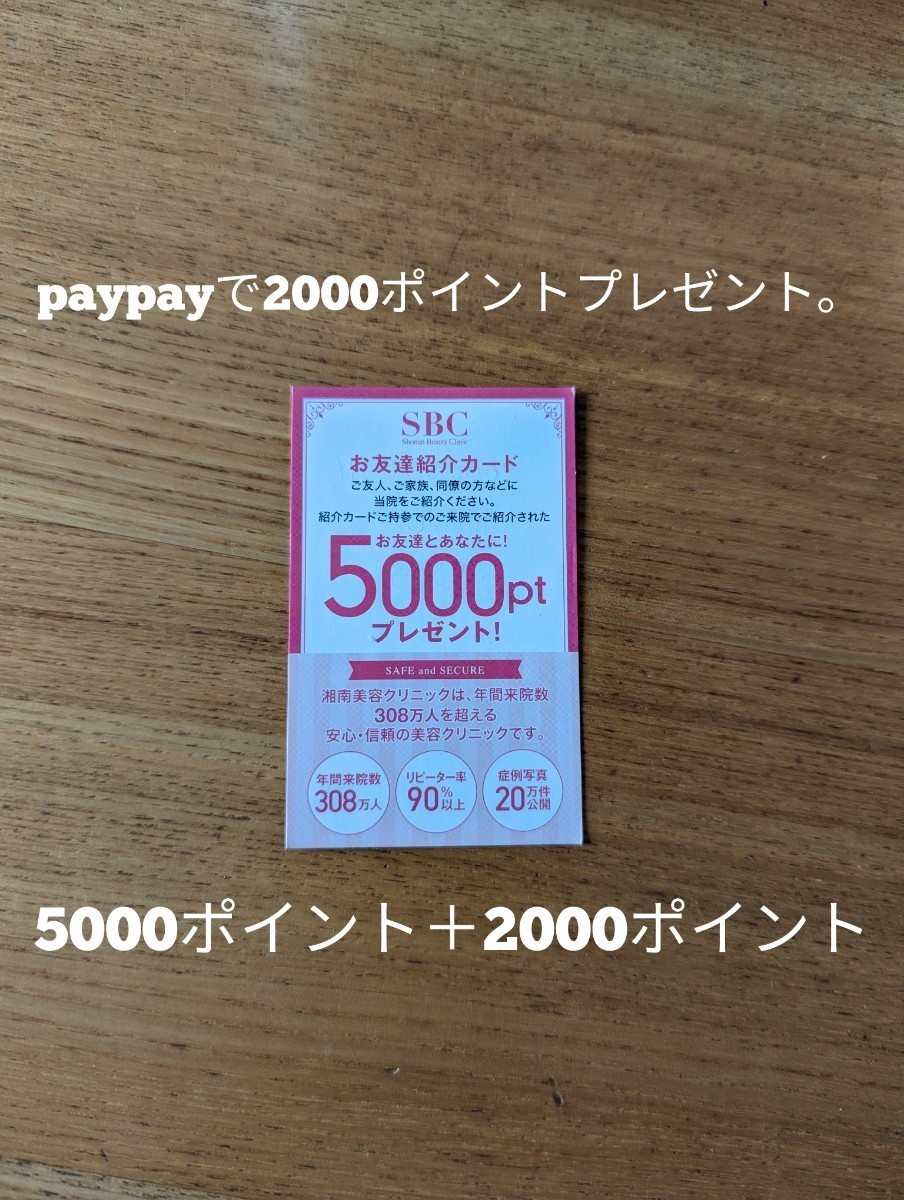 paypayで2000ポイントプレゼント。
SBC
Shonan Beauty Clinic
お友達紹介カード
ご友人、ご家族、同僚の方などに
当院をご紹介ください。
紹介カードご持参でのご来院でご紹介された
お友達とあなたに!
5000pt
プレゼント!
SAFE and SECURE
湘南美容クリニックは、年間来院数
308万人を超える
安心・信頼の美容クリニックです。
年間来院数
308万人
リピーター率
90%以上
症例写真
20万件公開
5000ポイント＋2000ポイント